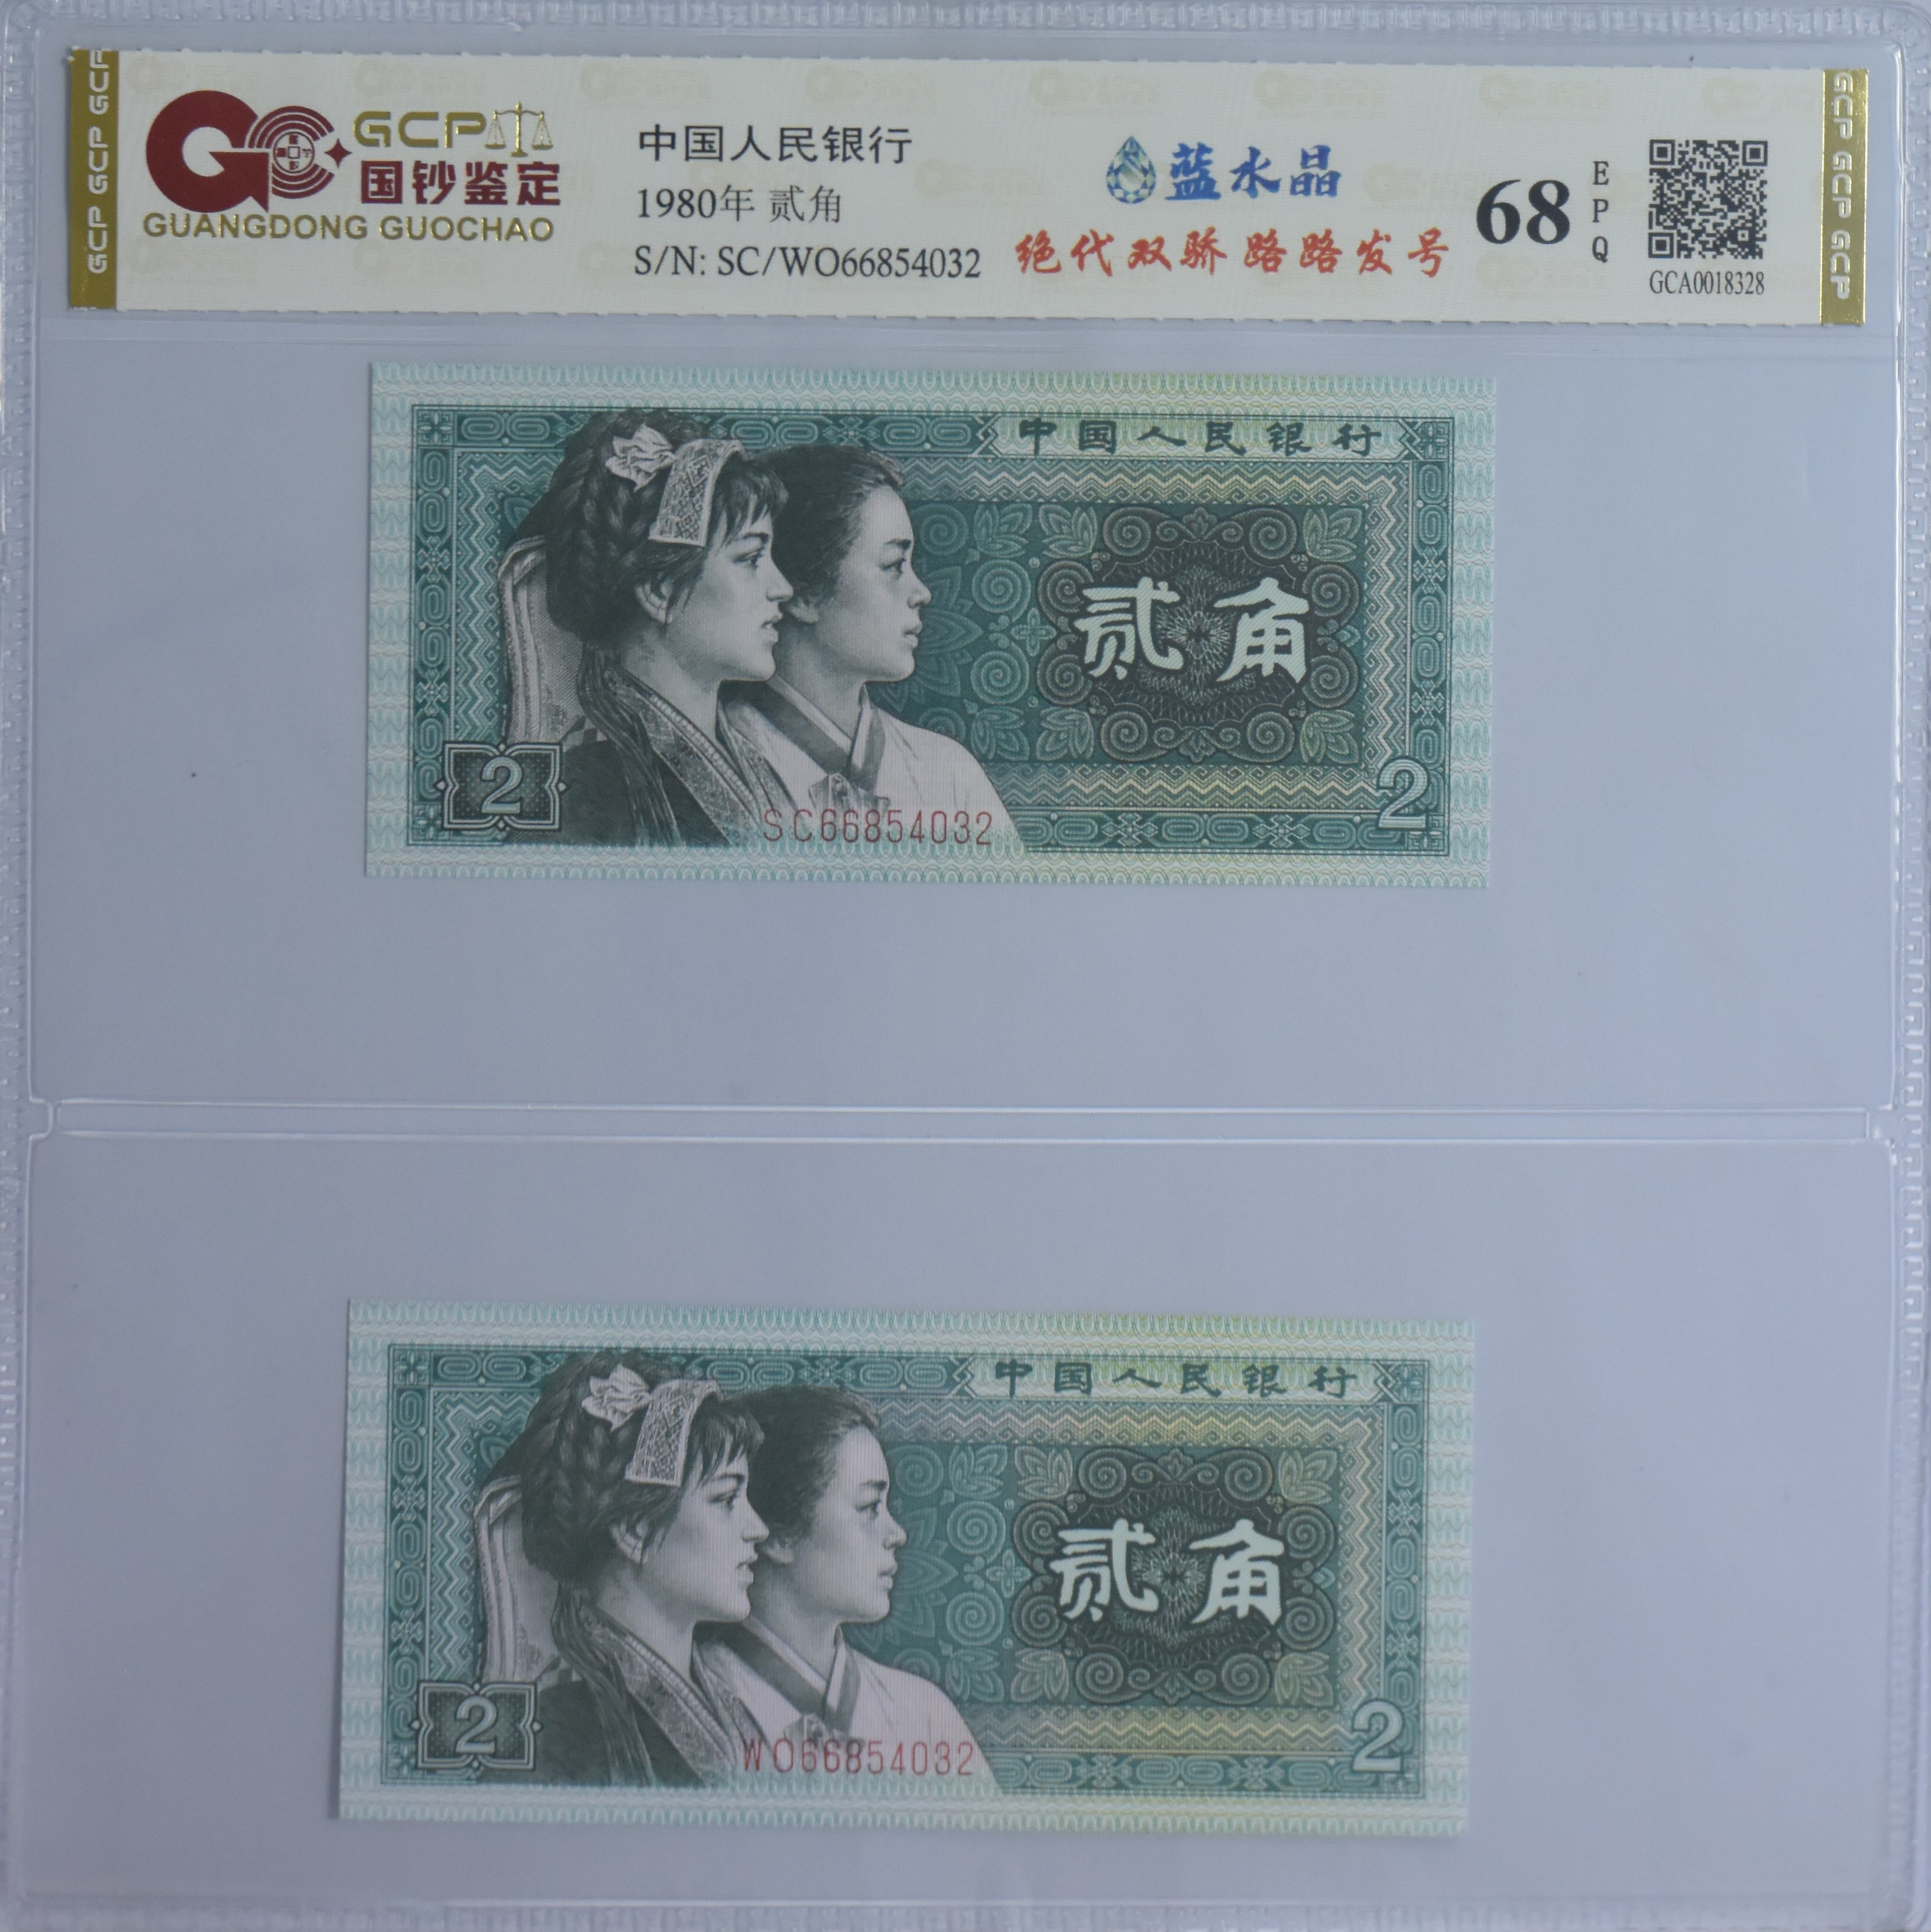 GCP GCP GCP
GCP
国钞鉴定
GUANGDONG GUOCHAO
中国人民银行
1980年 贰角
S/N: SC/WO66854032
蓝水晶
绝代双骄 路路发号
68
EPQ
GCA0018328
GCP GCP GCP
中国人民银行
贰角
2
2
SC66854032
中国人民银行
贰角
2
2
WO66854032